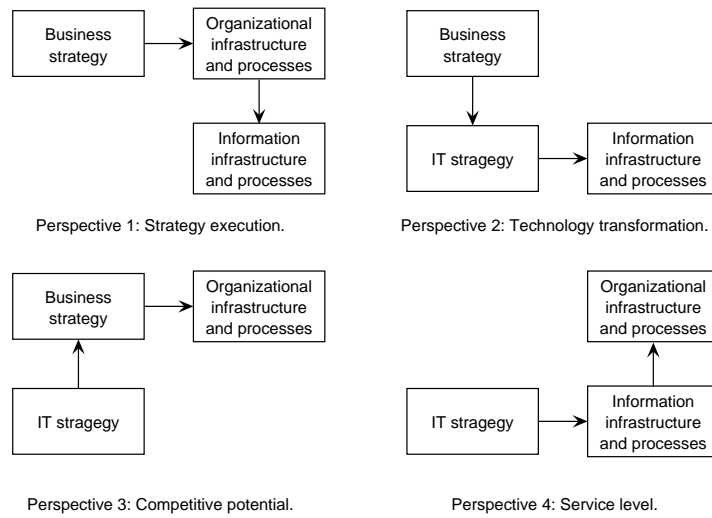 Business
strategy
Organizational
infrastructure
and processes
Information
infrastructure
and processes
Perspective 1: Strategy execution.
Business
strategy
IT stragegy
Information
infrastructure
and processes
Perspective 2: Technology transformation.
Business
strategy
Organizational
infrastructure
and processes
IT stragegy
Perspective 3: Competitive potential.
Organizational
infrastructure
and processes
IT stragegy
Information
infrastructure
and processes
Perspective 4: Service level.